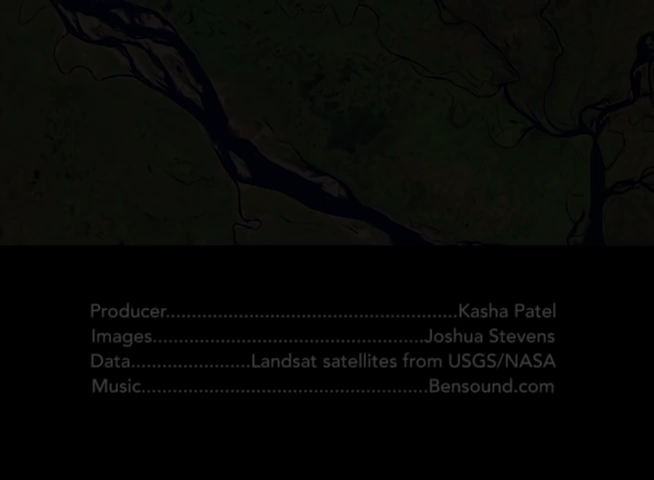 Producer.........................................................Kasha Patel
Images.....................................................Joshua Stevens
Data.......................Landsat satellites from USGS/NASA
Music........................................................Bensound.com